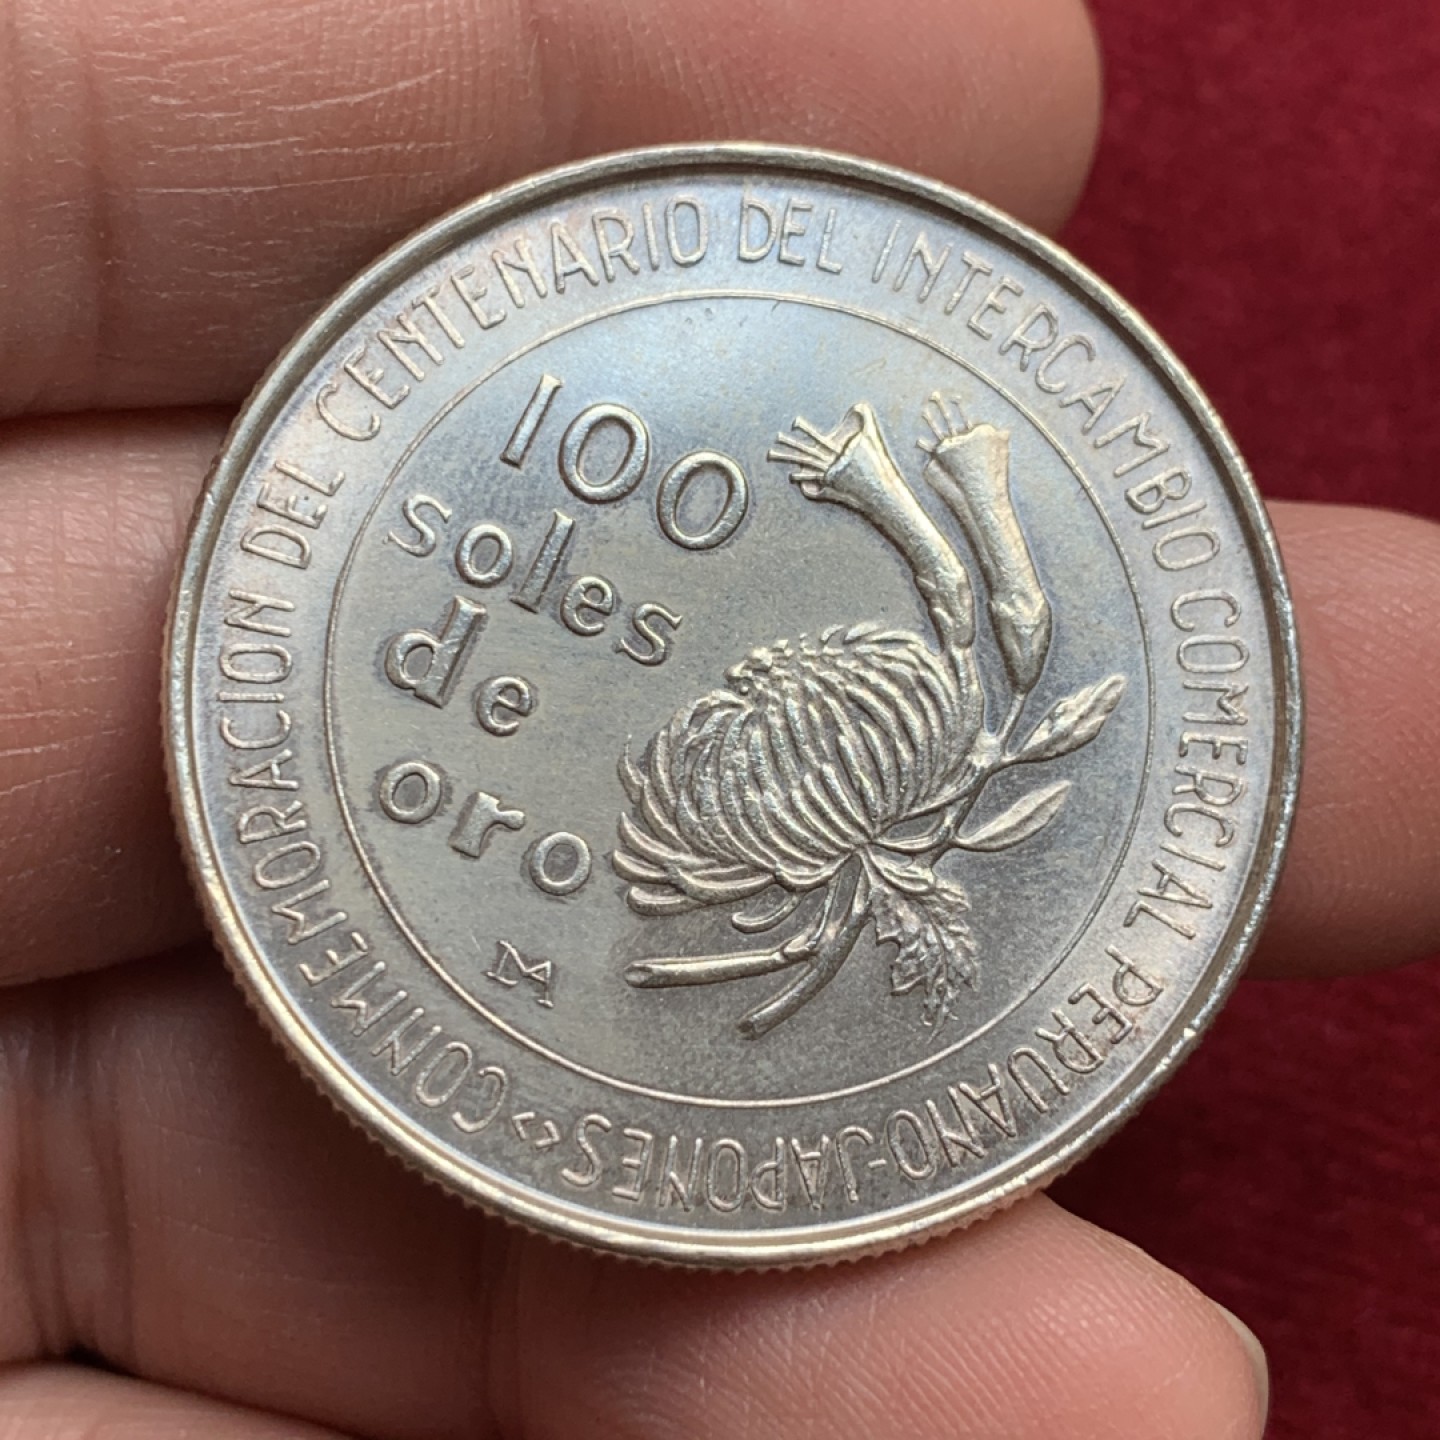 «CONMEMORACION DEL CENTENARIO DEL INTERCAMBIO COMERCIAL PERUANO-JAPONES»
100
soles
de
oro